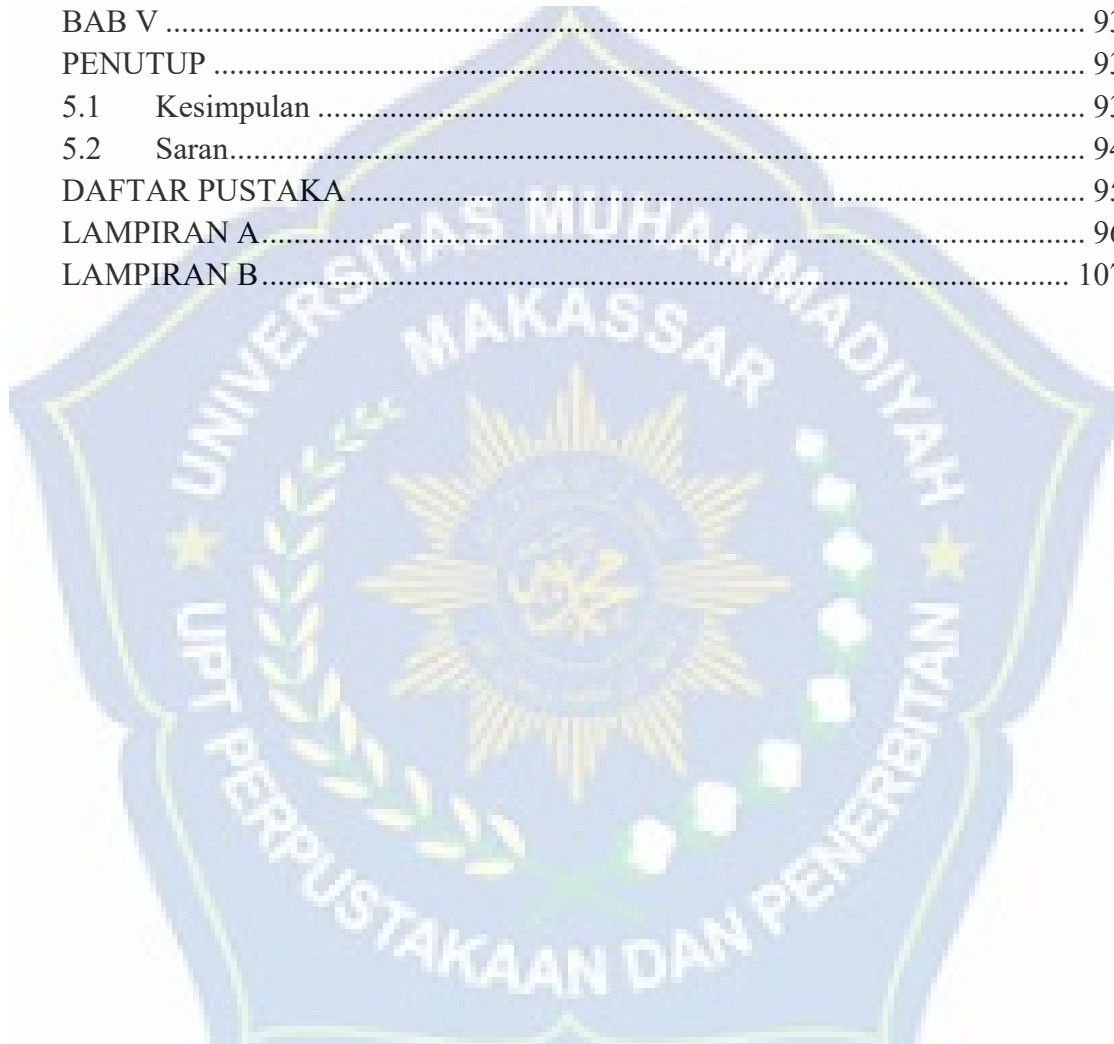 BAB V ........................................................................................................................ 93
PENUTUP .................................................................................................................. 93
5.1 Kesimpulan .................................................................................................... 93
5.2 Saran............................................................................................................... 94
DAFTAR PUSTAKA ................................................................................................ 95
LAMPIRAN A........................................................................................................... 96
LAMPIRAN B......................................................................................................... 107
UNIVERSITAS MUHAMMADIYAH
MAKASSAR
UPT PERPUSTAKAAN DAN PENERBITAN